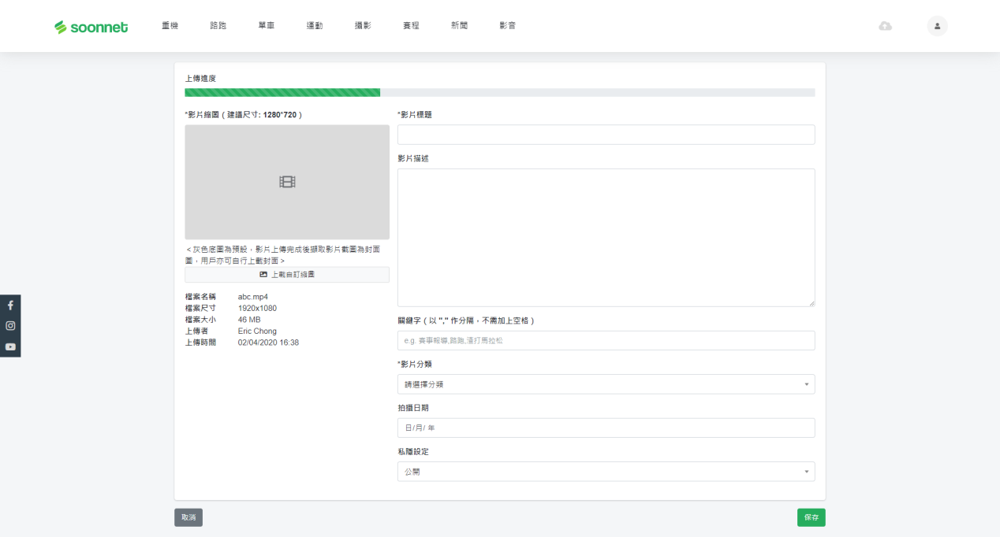 soonnet
重機 路跑 單車 運動 攝影 賽程 新聞 影音
上傳進度
*影片縮圖 ( 建議尺寸: 1280*720 )
< 灰色底圖為預設，影片上傳完成後擷取影片截圖為封面
圖，用戶亦可自行上載封面 >
上載自訂縮圖
檔案名稱 abc.mp4
檔案尺寸 1920x1080
檔案大小 46 MB
上傳者 Eric Chong
上傳時間 02/04/2020 16:38
*影片標題
影片描述
關鍵字 ( 以 "," 作分隔，不需加上空格 )
e.g. 賽事報導,路跑,渣打馬拉松
*影片分類
請選擇分類
拍攝日期
日/月/ 年
私隱設定
公開
取消
保存